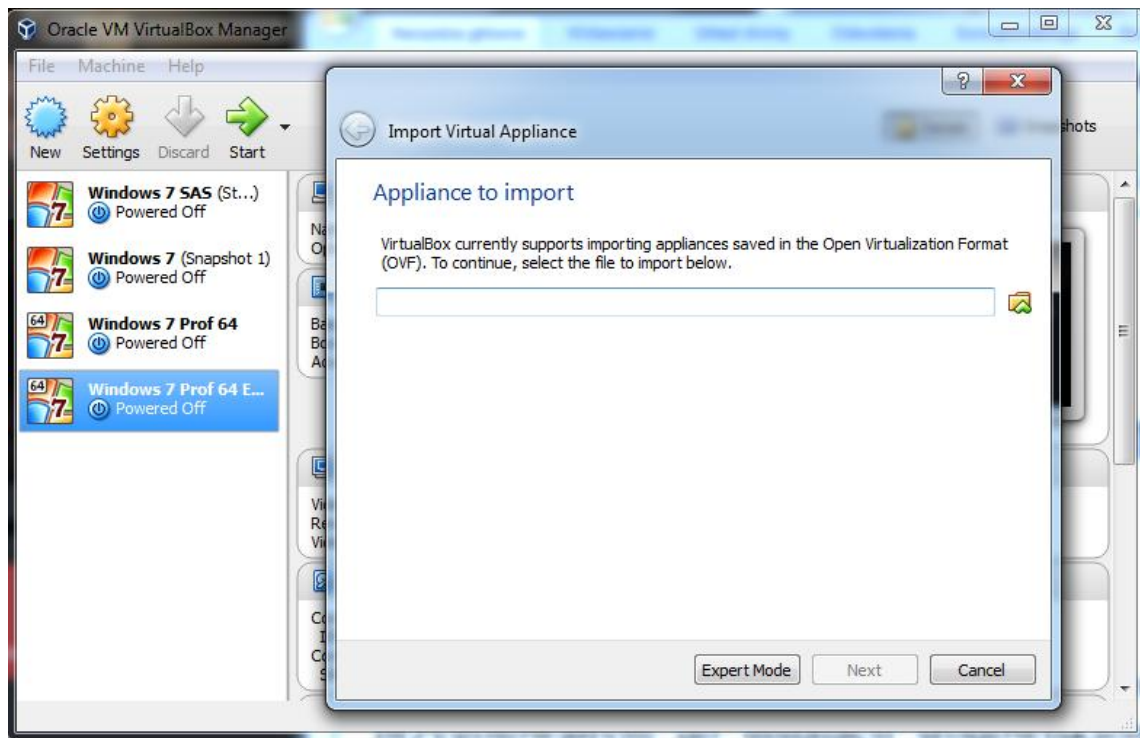 Oracle VM VirtualBox Manager
File Machine Help
New Settings Discard Start
Windows 7 SAS (St...)
Powered Off
Windows 7 (Snapshot 1)
Powered Off
64
Windows 7 Prof 64
Powered Off
64
Windows 7 Prof 64 E...
Powered Off
Import Virtual Appliance
Appliance to import
VirtualBox currently supports importing appliances saved in the Open Virtualization Format
(OVF). To continue, select the file to import below.
Expert Mode Next Cancel